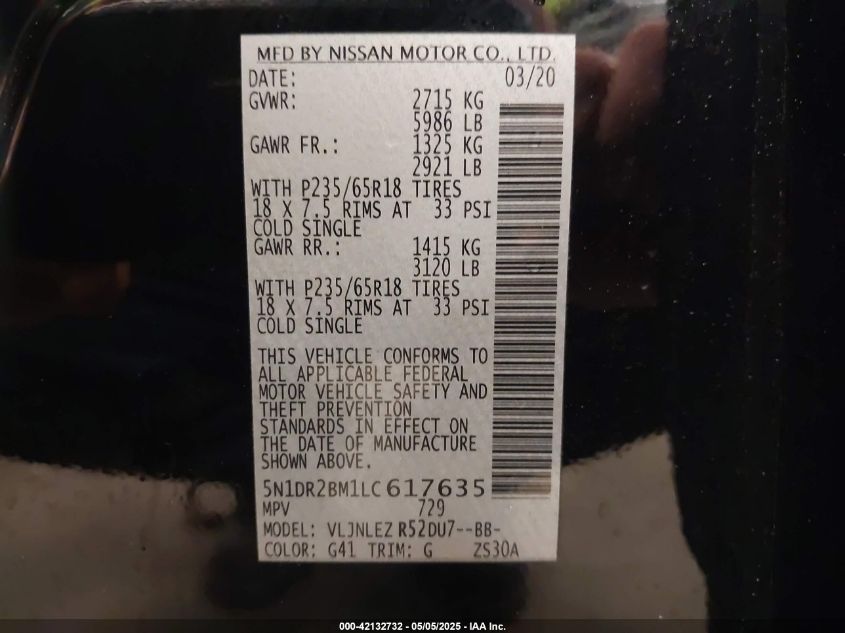 MFD BY NISSAN MOTOR CO., LTD.
DATE: 03/20
GVWR: 2715 KG
5986 LB
GAWR FR.: 1325 KG
2921 LB
WITH P235/65R18 TIRES
18 X 7.5 RIMS AT 33 PSI
COLD SINGLE
GAWR RR.: 1415 KG
3120 LB
WITH P235/65R18 TIRES
18 X 7.5 RIMS AT 33 PSI
COLD SINGLE
THIS VEHICLE CONFORMS TO
ALL APPLICABLE FEDERAL
MOTOR VEHICLE SAFETY AND
THEFT PREVENTION
STANDARDS IN EFFECT ON
THE DATE OF MANUFACTURE
SHOWN ABOVE.
5N1DR2BM1LC617635
MPV 729
MODEL: VLJNLEZ R52DU7--BB-
COLOR: G41 TRIM: G ZS30A
000-42132732 - 05/05/2025 - IAA Inc.